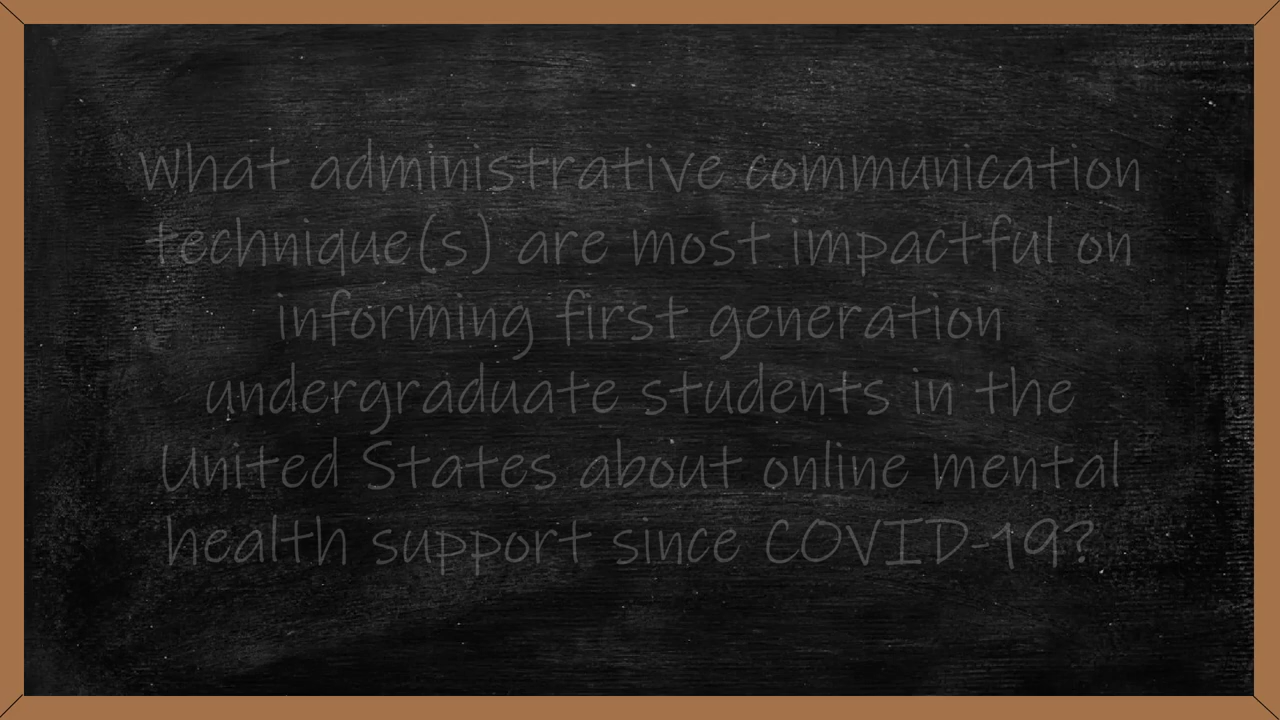 What administrative communication
technique(s) are most impactful on
informing first generation
undergraduate students in the
United States about online mental
health support since COVID-19?